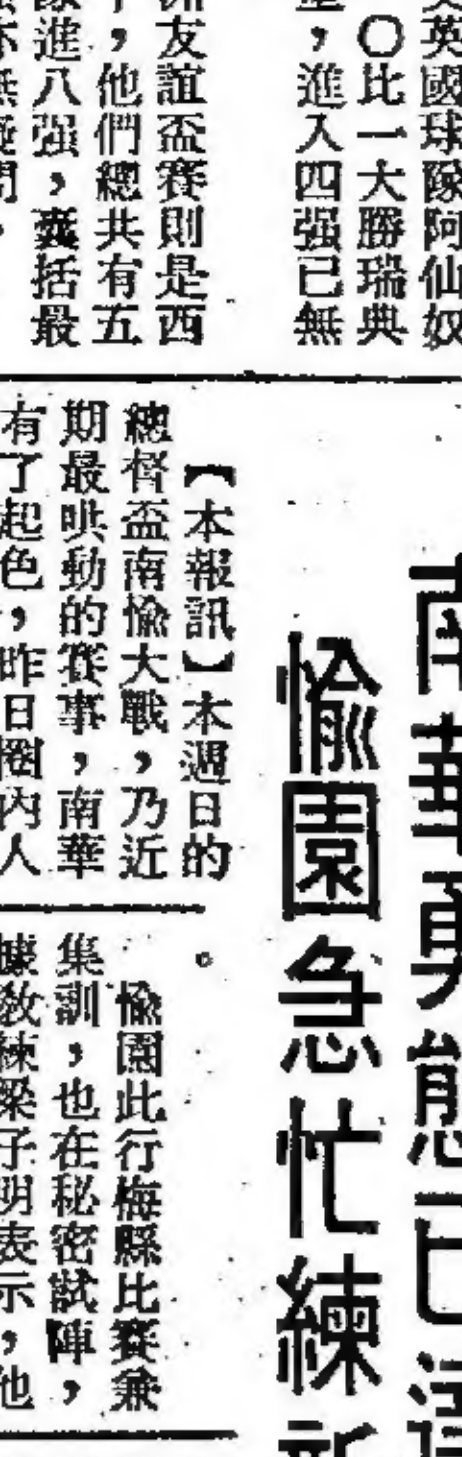 英國球隊阿仙奴
〇比一大勝瑞典
，進入四强已無
友誼盃賽則是西
，他們總共有五
進八强，囊括最
南華勇態已
愉園急忙練
【本報訊】本週日的
總督盃南愉大戰，乃近
期最哄動的賽事，南華
有了起色，昨日圈內人
。
愉園此行梅縣比賽兼
集訓，也在秘密試陣，
據教練梁子明表示，他